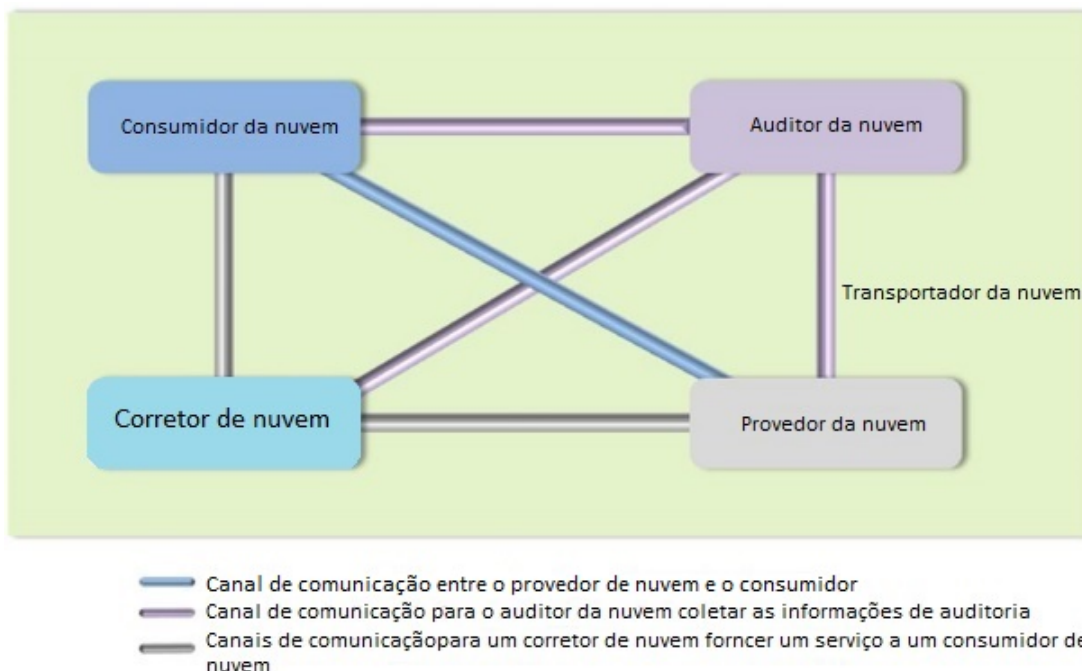 Consumidor da nuvem
Auditor da nuvem
Transportador da nuvem
Corretor de nuvem
Provedor da nuvem
Canal de comunicação entre o provedor de nuvem e o consumidor
Canal de comunicação para o auditor da nuvem coletar as informações de auditoria
Canais de comunicaçãopara um corretor de nuvem forncer um serviço a um consumidor de
nuvem